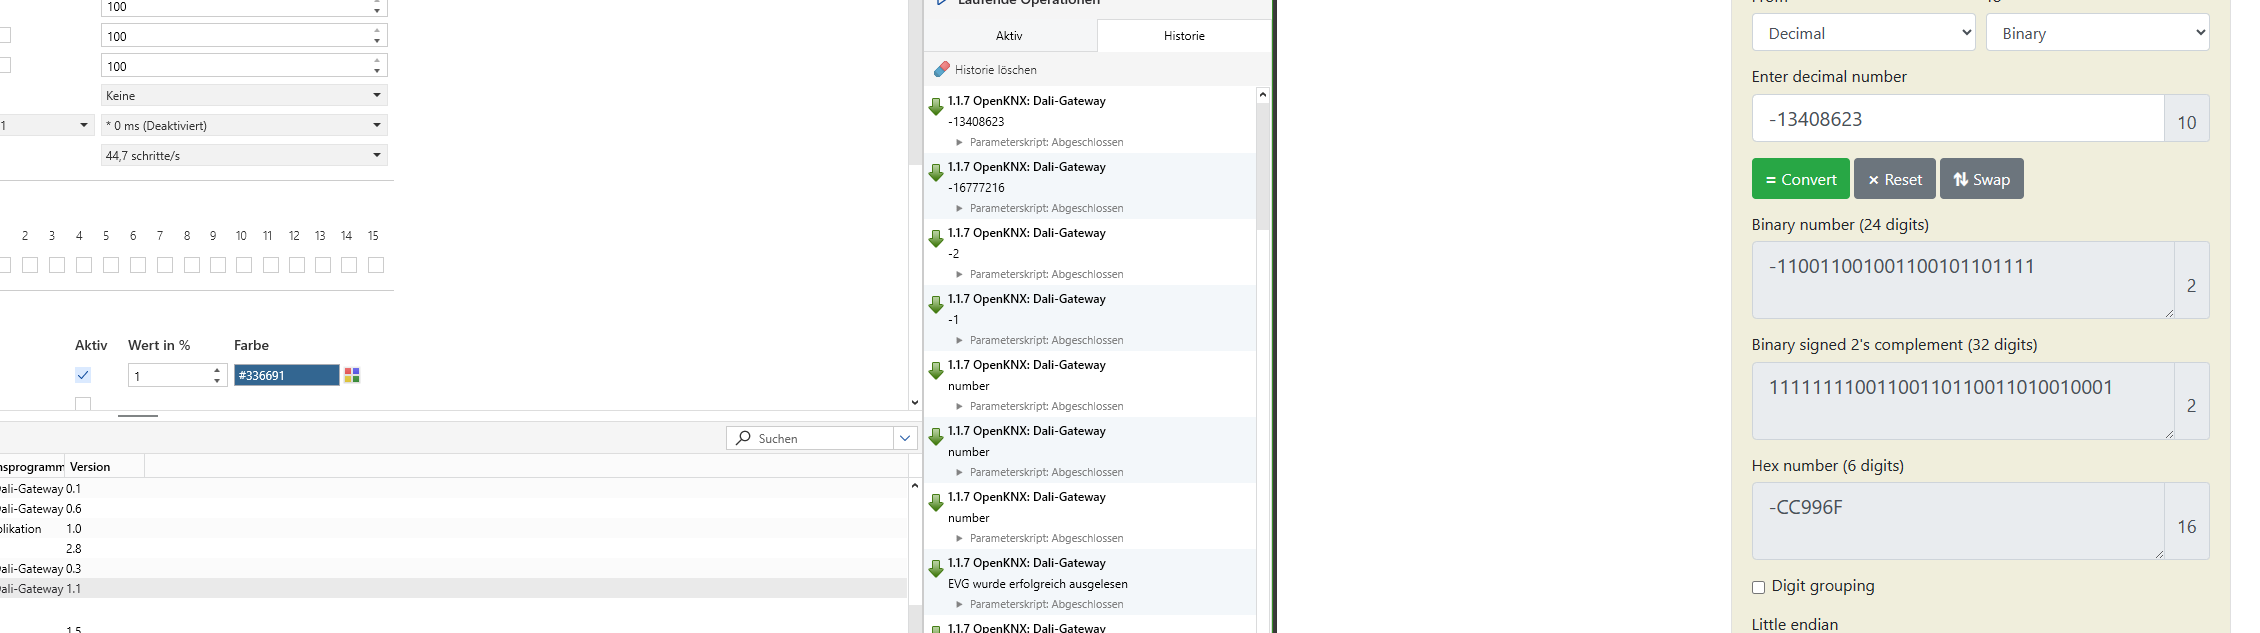 100
100
100
Keine
1
* 0 ms (Deaktiviert)
44,7 schritte/s
2 3 4 5 6 7 8 9 10 11 12 13 14 15
Aktiv Wert in % Farbe
1 #336691
Suchen
nsprogramm Version
Dali-Gateway 0.1
Dali-Gateway 0.6
plikation 1.0
2.8
Dali-Gateway 0.3
Dali-Gateway 1.1
1.5
Laufende Operationen
Aktiv Historie
Historie löschen
1.1.7 OpenKNX: Dali-Gateway
-13408623
Parameterskript: Abgeschlossen
1.1.7 OpenKNX: Dali-Gateway
-16777216
Parameterskript: Abgeschlossen
1.1.7 OpenKNX: Dali-Gateway
-2
Parameterskript: Abgeschlossen
1.1.7 OpenKNX: Dali-Gateway
-1
Parameterskript: Abgeschlossen
1.1.7 OpenKNX: Dali-Gateway
number
Parameterskript: Abgeschlossen
1.1.7 OpenKNX: Dali-Gateway
number
Parameterskript: Abgeschlossen
1.1.7 OpenKNX: Dali-Gateway
number
Parameterskript: Abgeschlossen
1.1.7 OpenKNX: Dali-Gateway
EVG wurde erfolgreich ausgelesen
Parameterskript: Abgeschlossen
1.1.7 OpenKNX: Dali-Gateway
Decimal Binary
Enter decimal number
-13408623 10
= Convert × Reset Swap
Binary number (24 digits)
-110011001001100101101111 2
Binary signed 2's complement (32 digits)
11111111001100110110011010010001 2
Hex number (6 digits)
-CC996F 16
Digit grouping
Little endian